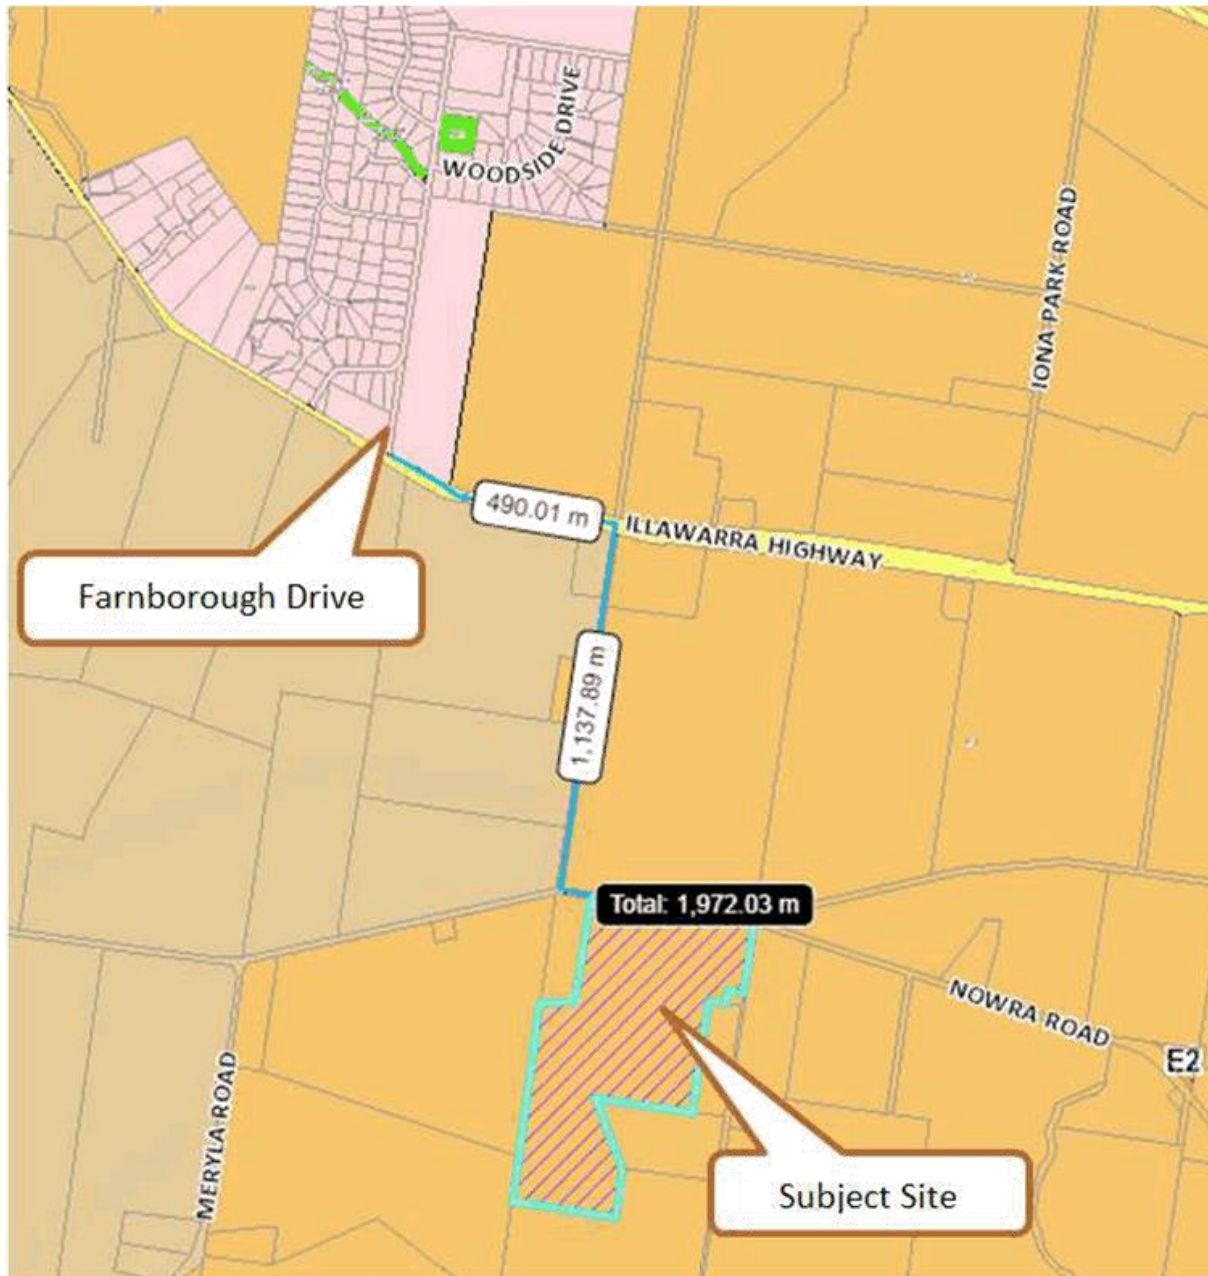 WOODSIDE DRIVE
IONA PARK ROAD
490.01 m
ILLAWARRA HIGHWAY
Farnborough Drive
1,137.89 m
Total: 1,972.03 m
NOWRA ROAD
E2
MERYLA ROAD
Subject Site